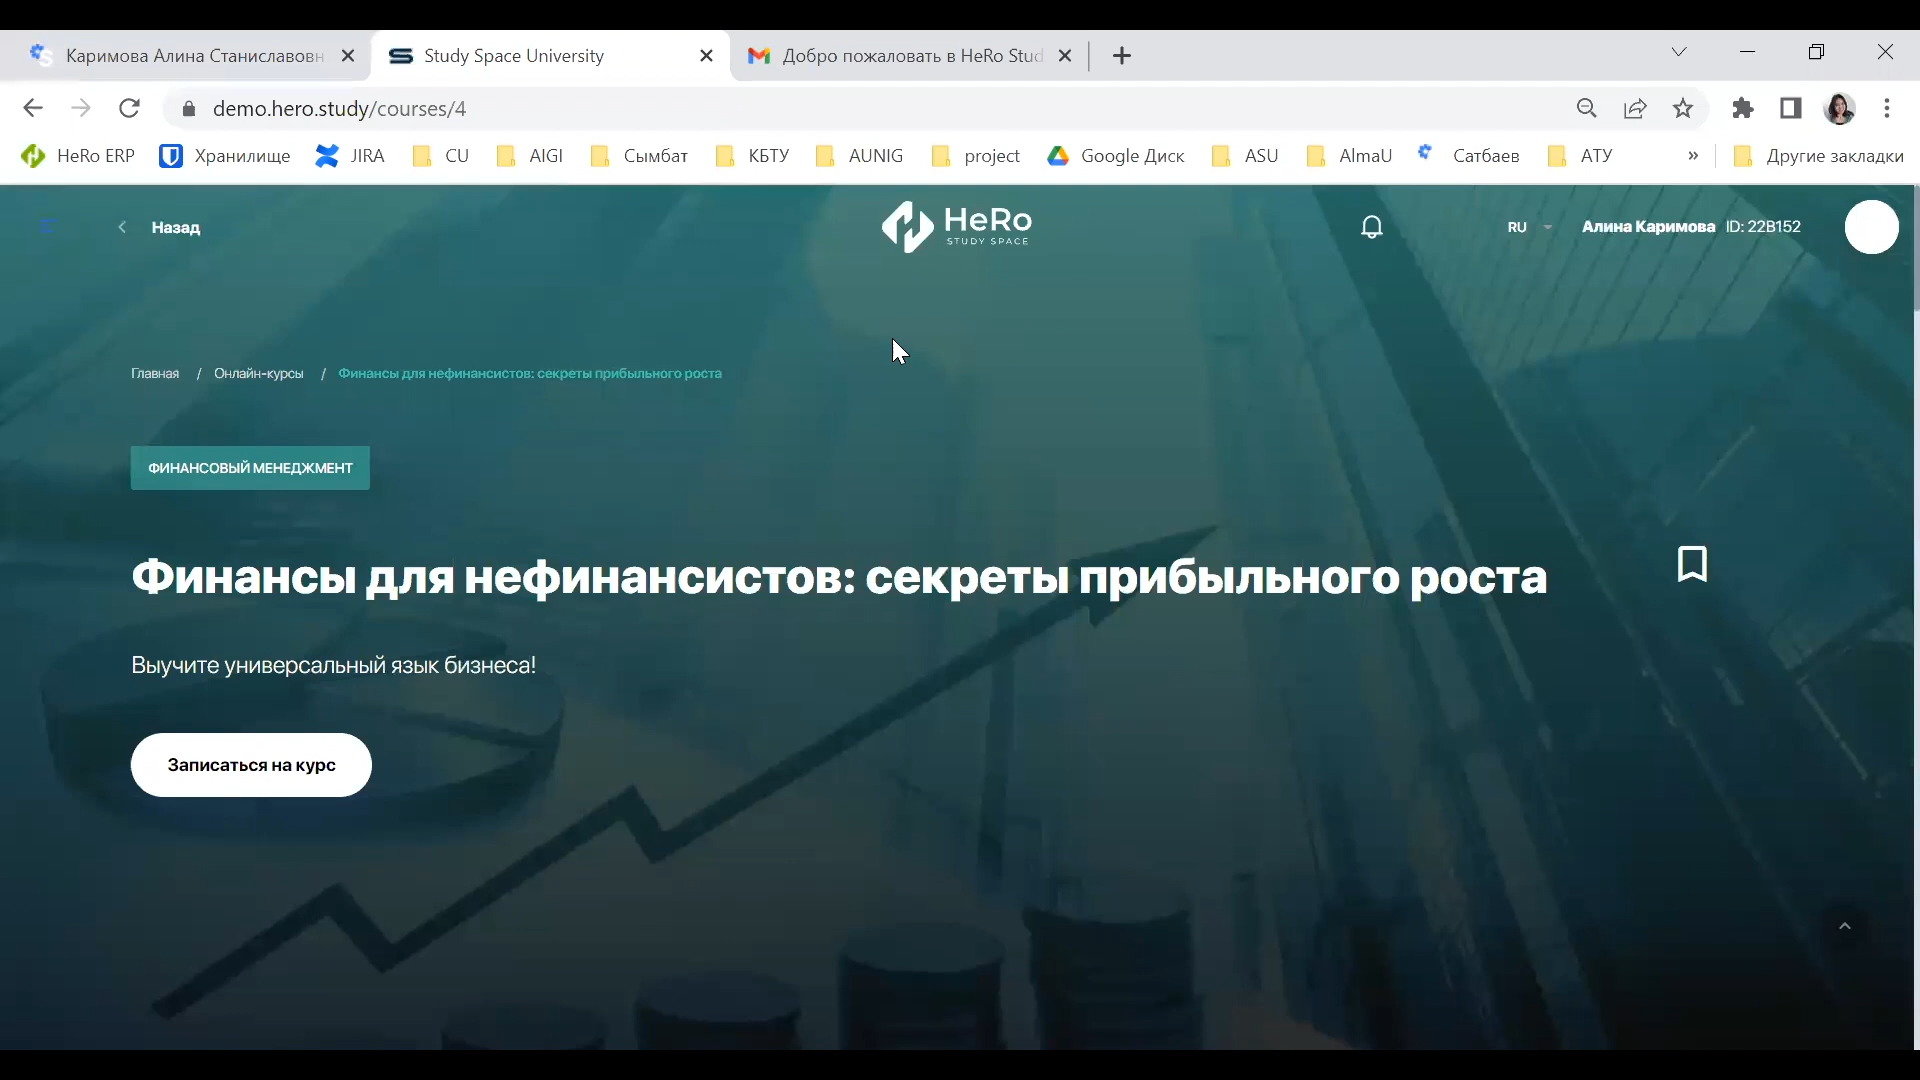 Каримова Алина Станиславовн
Study Space University
Добро пожаловать в HeRo Stud
demo.hero.study/courses/4
HeRo ERP
Хранилище
JIRA
CU
AIGI
Сымбат
КБТУ
AUNIG
project
Google Диск
ASU
AlmaU
Сатбаев
АТУ
»
Другие закладки
Назад
HeRo
STUDY SPACE
RU
Алина Каримова ID: 22B152
Главная / Онлайн-курсы / Финансы для нефинансистов: секреты прибыльного роста
ФИНАНСОВЫЙ МЕНЕДЖМЕНТ
Финансы для нефинансистов: секреты прибыльного роста
Выучите универсальный язык бизнеса!
Записаться на курс